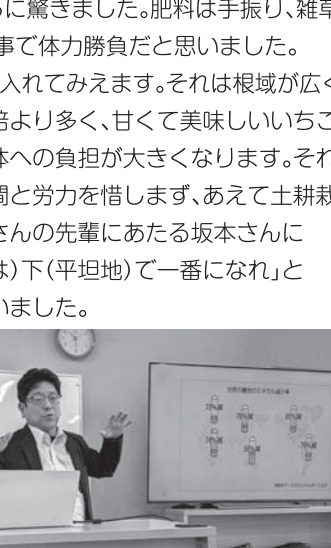 に驚きました。肥料は手振り、雑草
事で体力勝負だと思いました。
入れてみえます。それは根域が広く
倍より多く、甘くて美味しいいちご
体への負担が大きくなります。それ
間と労力を惜しまず、あえて土耕栽
さんの先輩にあたる坂本さんに
は)下(平坦地)で一番になれ」と
いました。